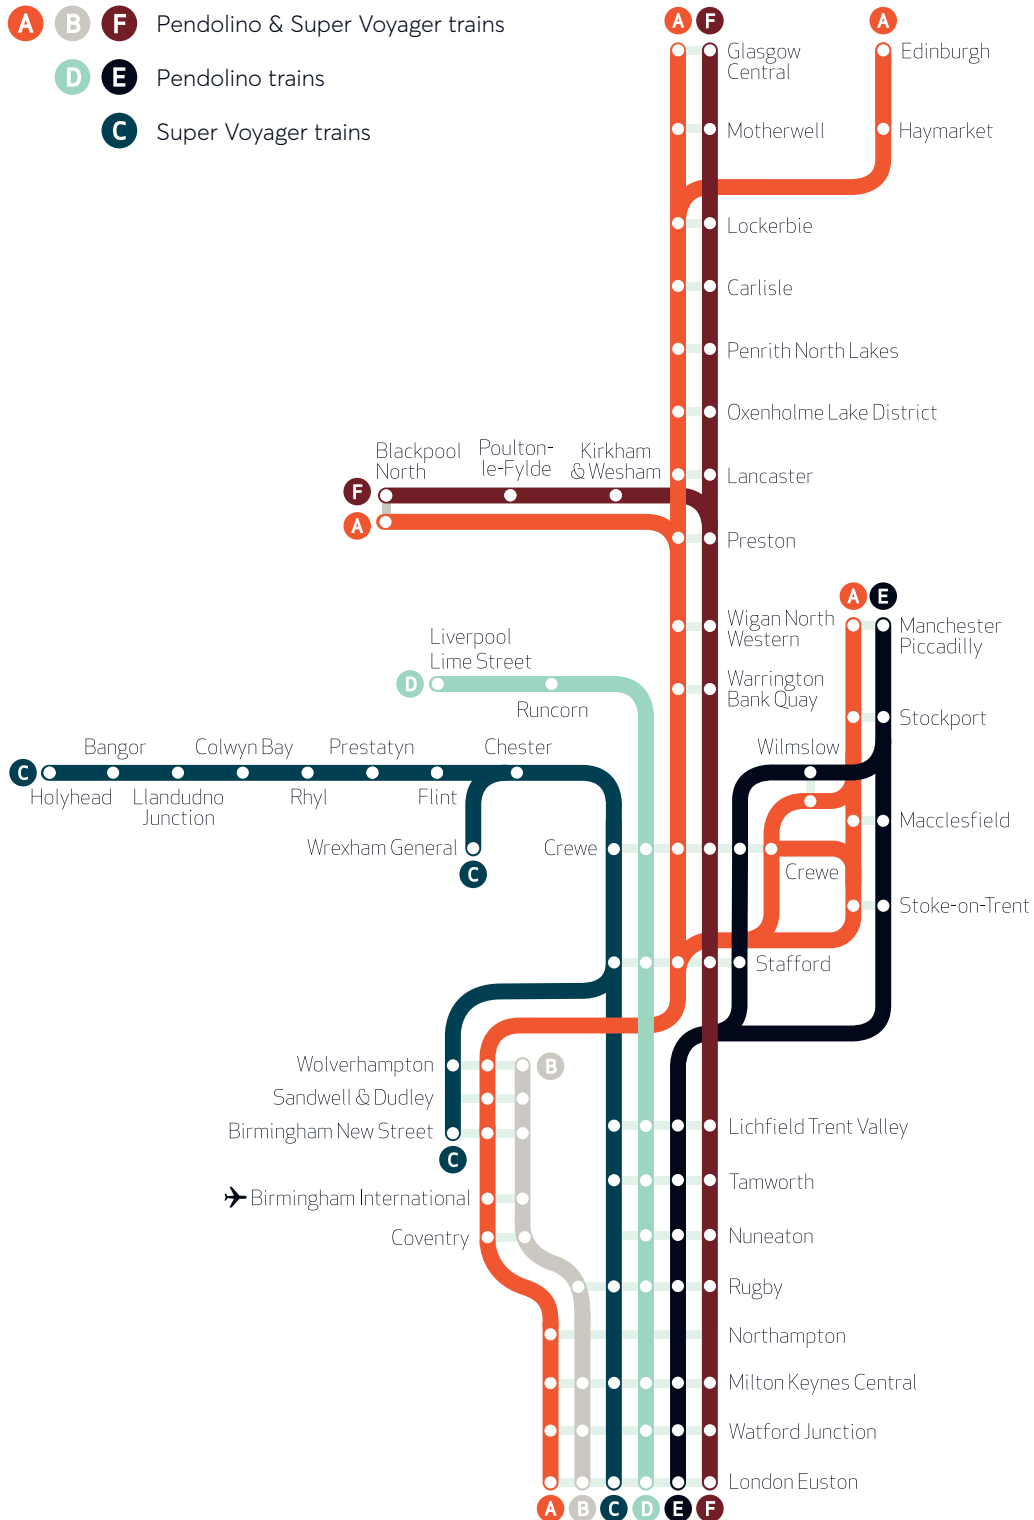 A B F Pendolino & Super Voyager trains
D E Pendolino trains
C Super Voyager trains
A F
A
Glasgow
Central
Edinburgh
Motherwell
Haymarket
Lockerbie
Carlisle
Penrith North Lakes
Oxenholme Lake District
Blackpool
North
Poulton-
le-Fylde
Kirkham
& Wesham
Lancaster
F
A
Preston
A E
Wigan North
Western
Manchester
Piccadilly
Liverpool
Lime Street
D
Runcorn
Warrington
Bank Quay
Stockport
Wilmslow
Bangor
Colwyn Bay
Prestatyn
Chester
C
Holyhead
Llandudno
Junction
Rhyl
Flint
Macclesfield
Wrexham General
C
Crewe
Crewe
Stoke-on-Trent
Stafford
Wolverhampton
B
Sandwell & Dudley
Birmingham New Street
C
Lichfield Trent Valley
Tamworth
Birmingham International
Coventry
Nuneaton
Rugby
Northampton
Milton Keynes Central
Watford Junction
London Euston
A B C D E F